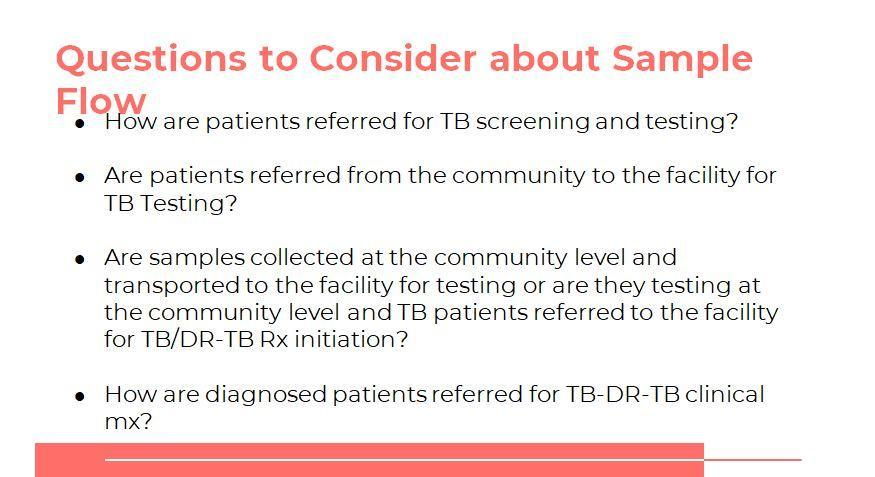 Questions to Consider about Sample
Flow
● How are patients referred for TB screening and testing?
● Are patients referred from the community to the facility for
TB Testing?
● Are samples collected at the community level and
transported to the facility for testing or are they testing at
the community level and TB patients referred to the facility
for TB/DR-TB Rx initiation?
● How are diagnosed patients referred for TB-DR-TB clinical
mx?